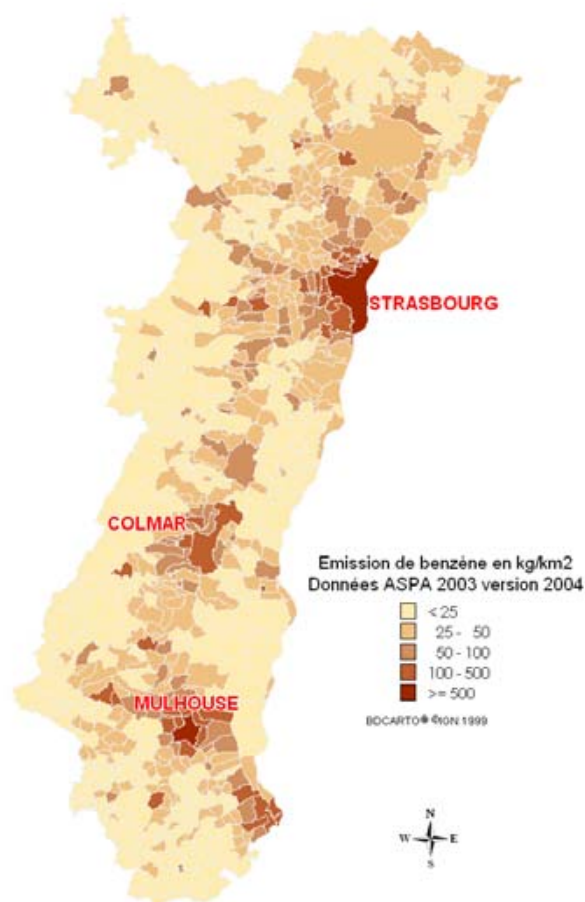 STRASBOURG
COLMAR
Emission de benzène en kg/km2
Données ASPA 2003 version 2004
< 25
25 - 50
50 - 100
100 - 500
>= 500
MULHOUSE
BDCARTO® ©IGN 1999
N
W E
S